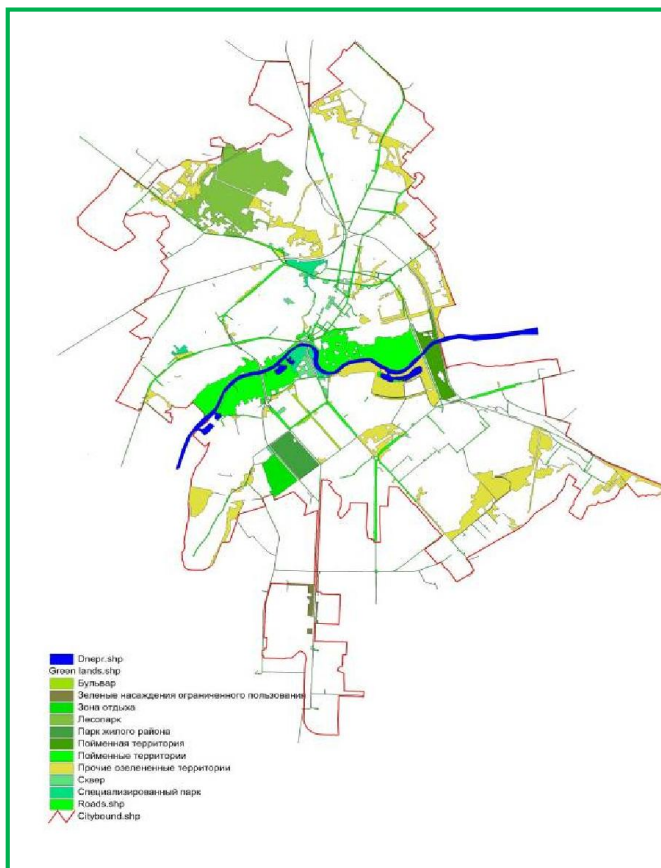 Dnepr.shp
Green lands.shp
Бульвар
Зеленые насаждения ограниченного пользования
Зона отдыха
Лесопарк
Парк жилого района
Пойменная территория
Пойменные территории
Прочие озелененные территории
Сквер
Специализированный парк
Roads.shp
Citybound.shp